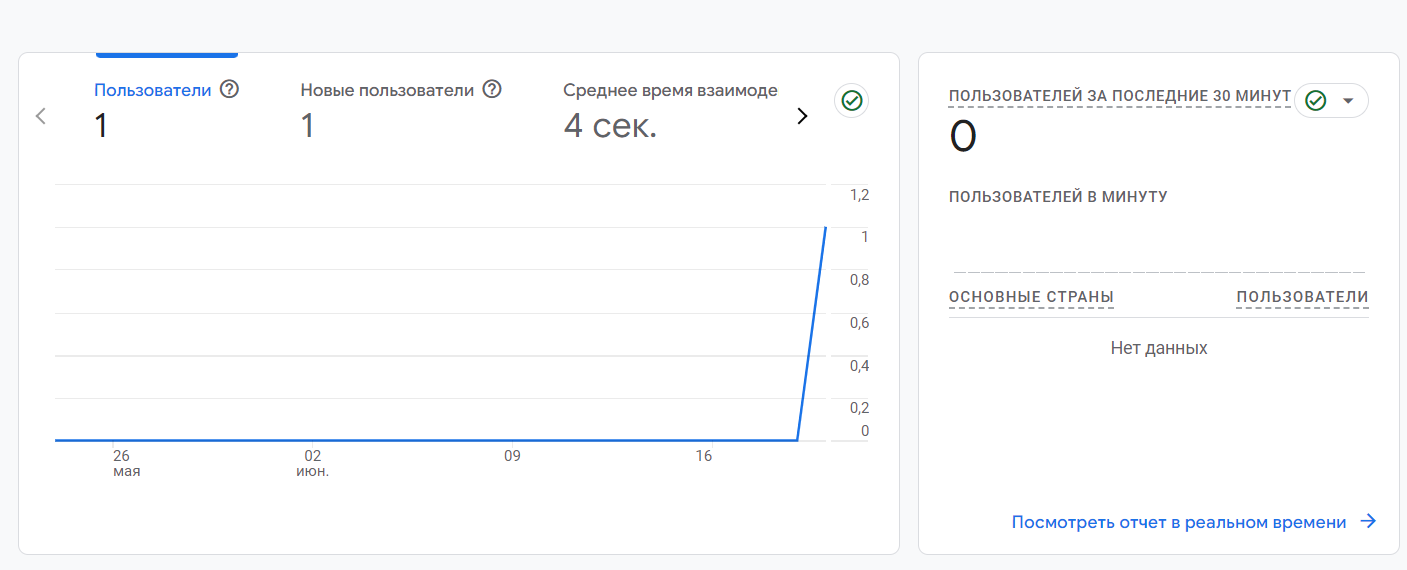 Пользователи
1
Новые пользователи
1
Среднее время взаимоде
4 сек.
1,2
1
0,8
0,6
0,4
0,2
0
26
мая
02
июн.
09
16
ПОЛЬЗОВАТЕЛЕЙ ЗА ПОСЛЕДНИЕ 30 МИНУТ
0
ПОЛЬЗОВАТЕЛЕЙ В МИНУТУ
ОСНОВНЫЕ СТРАНЫ ПОЛЬЗОВАТЕЛИ
Нет данных
Посмотреть отчет в реальном времени